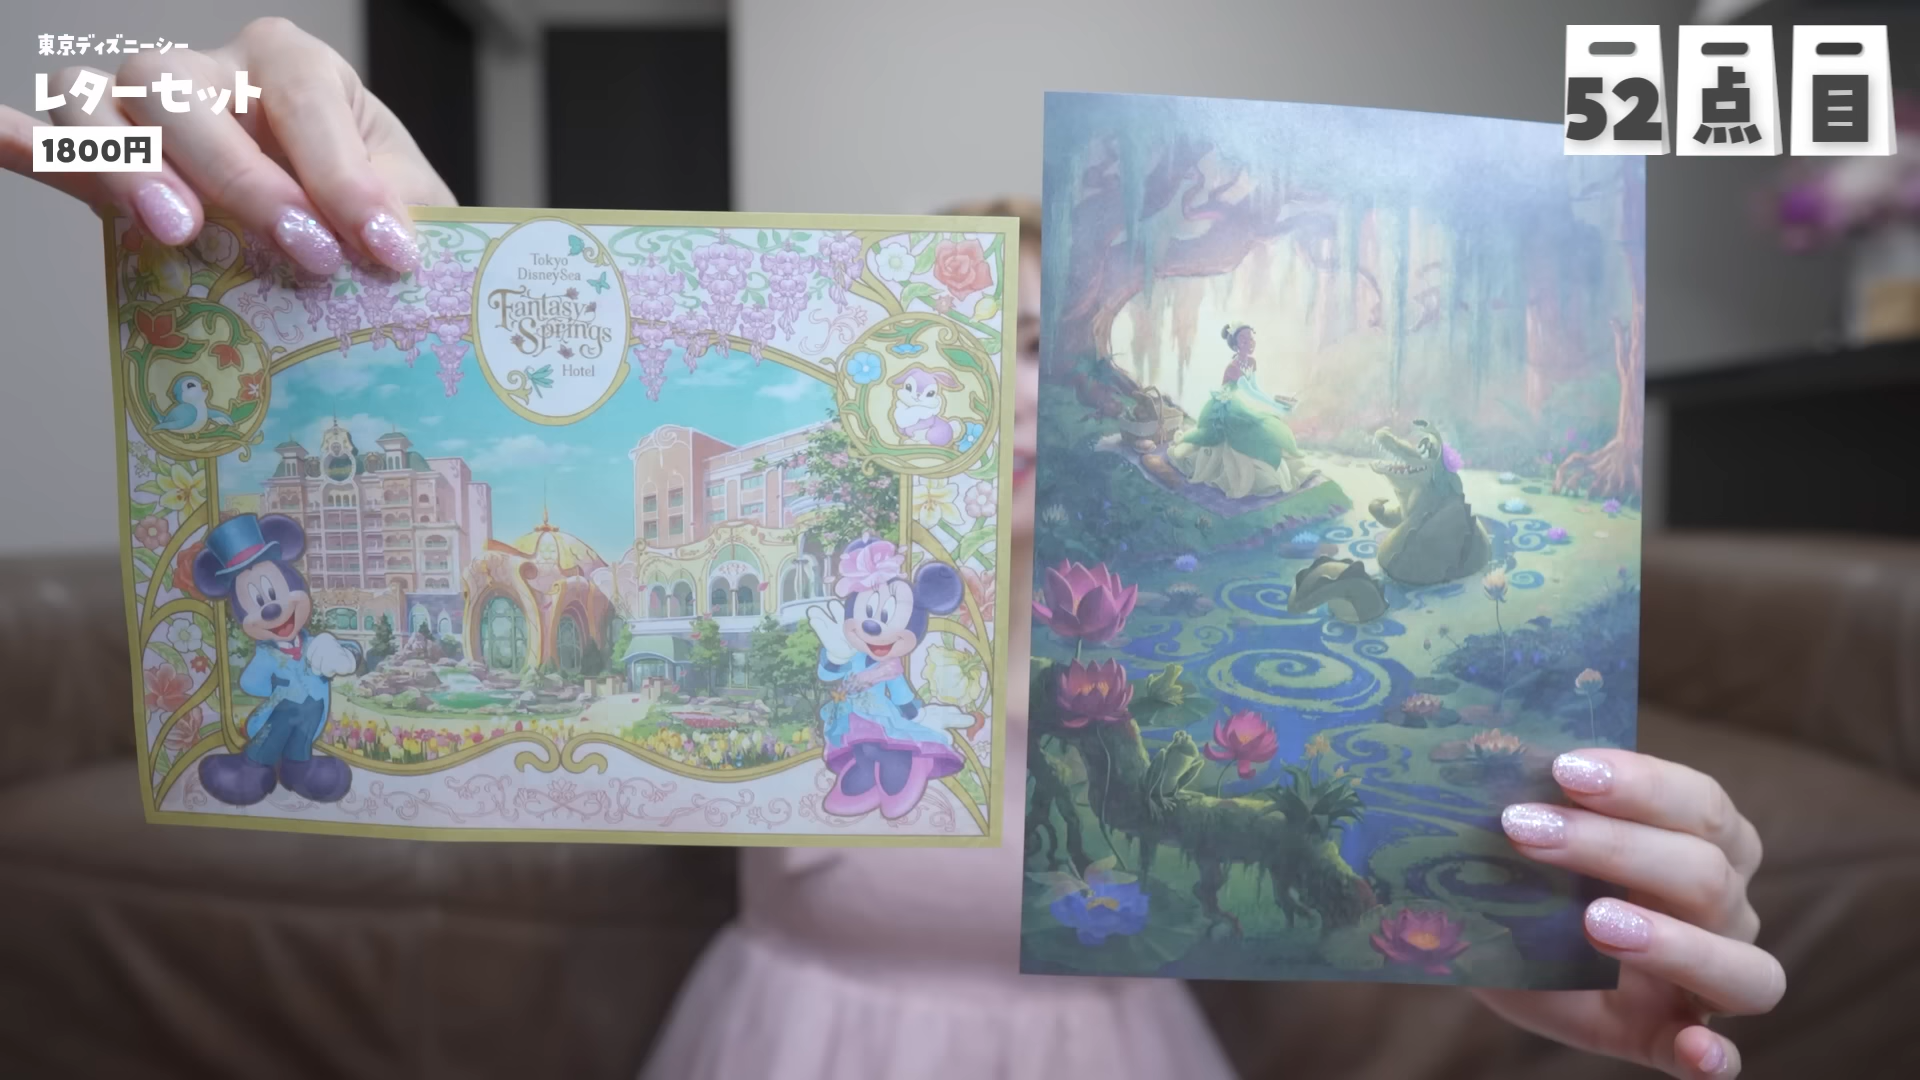 東京ディズニーシー
レターセット
1800円
52点目
Tokyo
DisneySea
Fantasy
Springs
Hotel